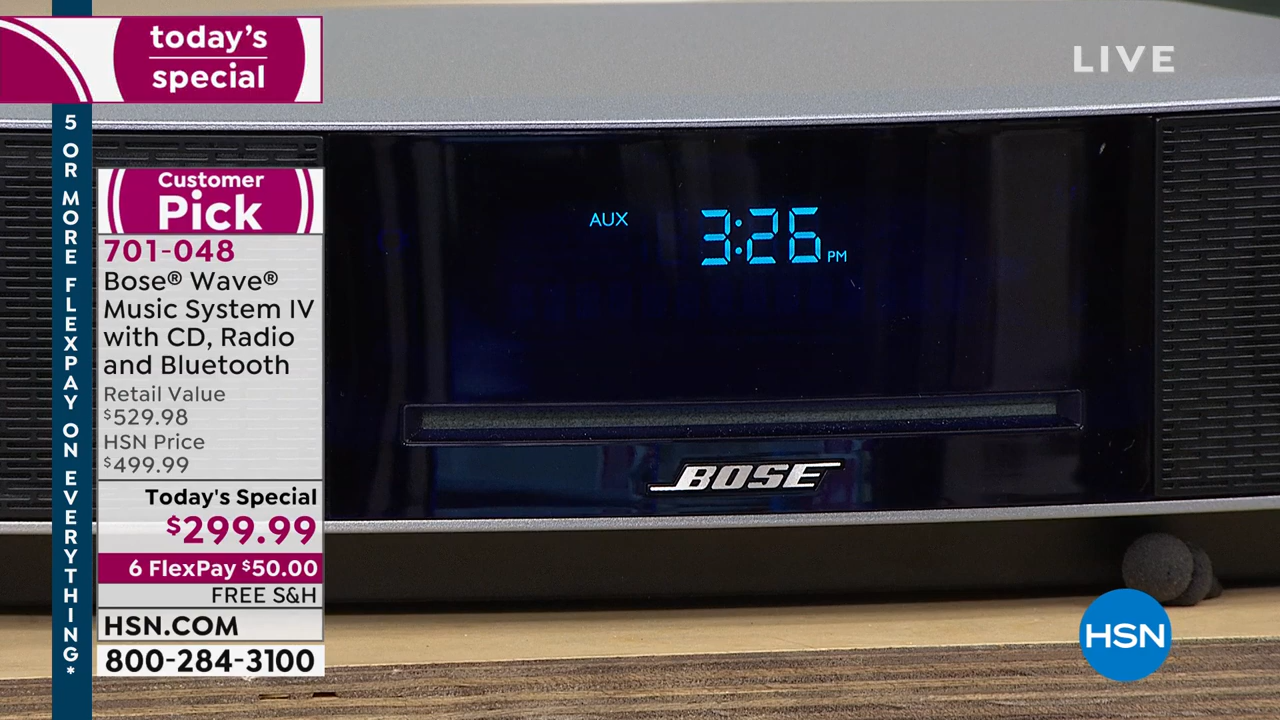 today's
special
LIVE
5 OR MORE FLEXPAY ON EVERYTHING*
Customer
Pick
701-048
Bose® Wave®
Music System IV
with CD, Radio
and Bluetooth
Retail Value
$529.98
HSN Price
$499.99
Today's Special
$299.99
6 FlexPay $50.00
FREE S&H
HSN.COM
800-284-3100
AUX 3:26 PM
BOSE
HSN